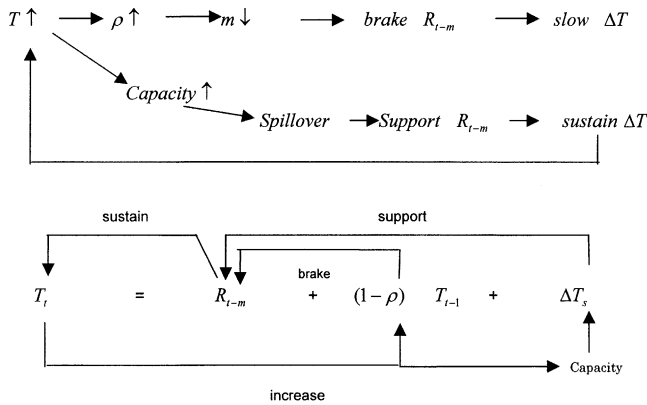 T ↑ → ρ ↑ → m ↓ → brake R_{t-m} → slow ΔT
Capacity ↑
Spillover → Support R_{t-m} → sustain ΔT
sustain support
brake
T_t = R_{t-m} + (1-ρ) T_{t-1} + ΔT_s
Capacity
increase